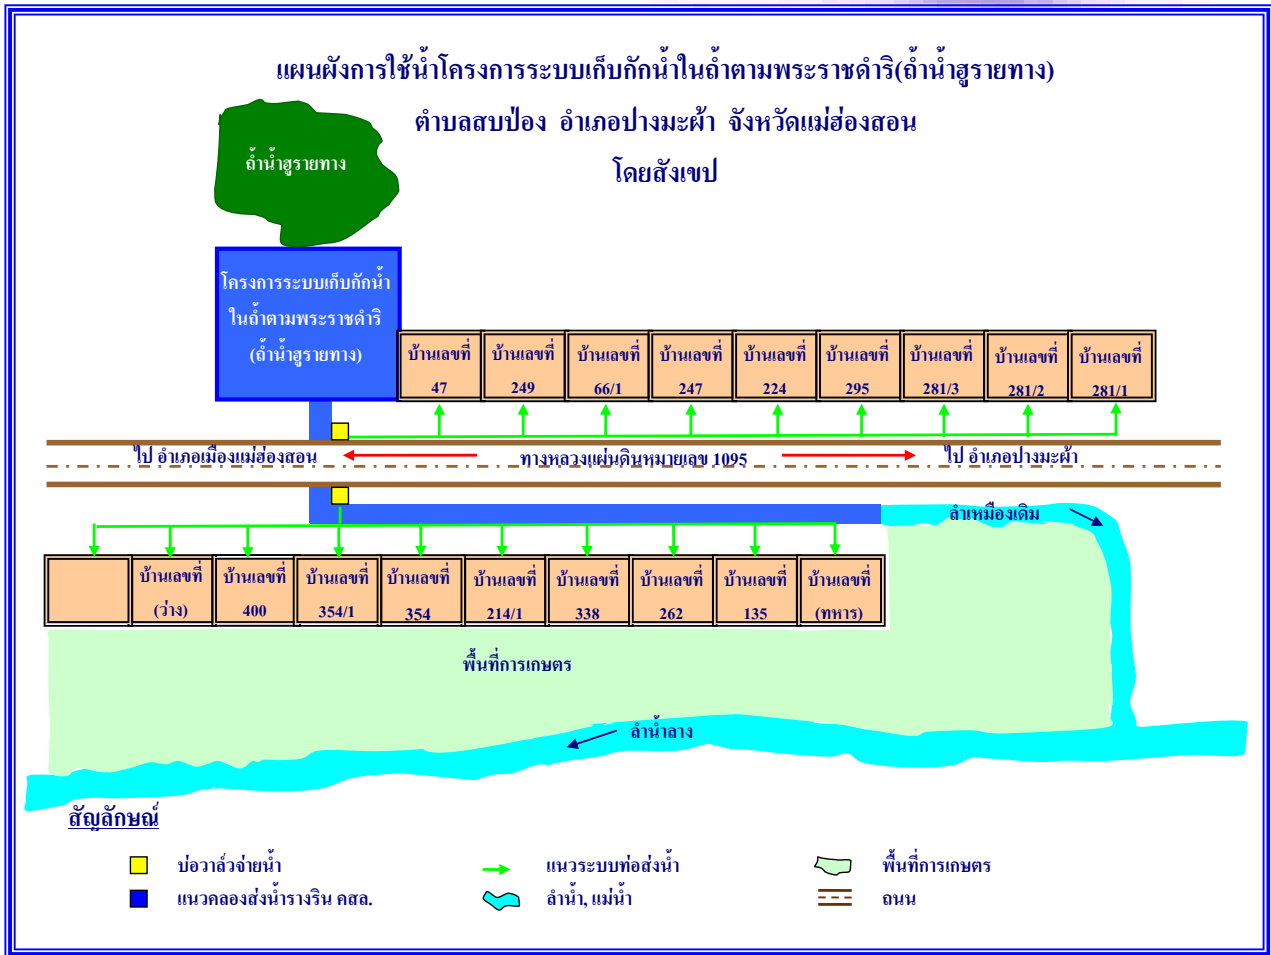 แผนผังการใช้น้ำโครงการระบบเก็บกักน้ำในถ้ำตามพระราชดำริ(ถ้ำน้ำฮูรายทาง)
ตำบลสบป่อง อำเภอปางมะผ้า จังหวัดแม่ฮ่องสอน
โดยสังเขป
ถ้ำน้ำฮูรายทาง
โครงการระบบเก็บกักน้ำ
ในถ้ำตามพระราชดำริ
(ถ้ำน้ำฮูรายทาง)
บ้านเลขที่ 47
บ้านเลขที่ 249
บ้านเลขที่ 66/1
บ้านเลขที่ 247
บ้านเลขที่ 224
บ้านเลขที่ 295
บ้านเลขที่ 281/3
บ้านเลขที่ 281/2
บ้านเลขที่ 281/1
ไป อำเภอเมืองแม่ฮ่องสอน
ทางหลวงแผ่นดินหมายเลข 1095
ไป อำเภอปางมะผ้า
ลำเหมืองเดิม
บ้านเลขที่ (ว่าง)
บ้านเลขที่ 400
บ้านเลขที่ 354/1
บ้านเลขที่ 354
บ้านเลขที่ 214/1
บ้านเลขที่ 338
บ้านเลขที่ 262
บ้านเลขที่ 135
บ้านเลขที่ (ทหาร)
พื้นที่การเกษตร
ลำน้ำลาง
สัญลักษณ์
บ่อวาล์วจ่ายน้ำ
แนวระบบท่อส่งน้ำ
พื้นที่การเกษตร
แนวคลองส่งน้ำรางริน คสล.
ลำน้ำ, แม่น้ำ
ถนน